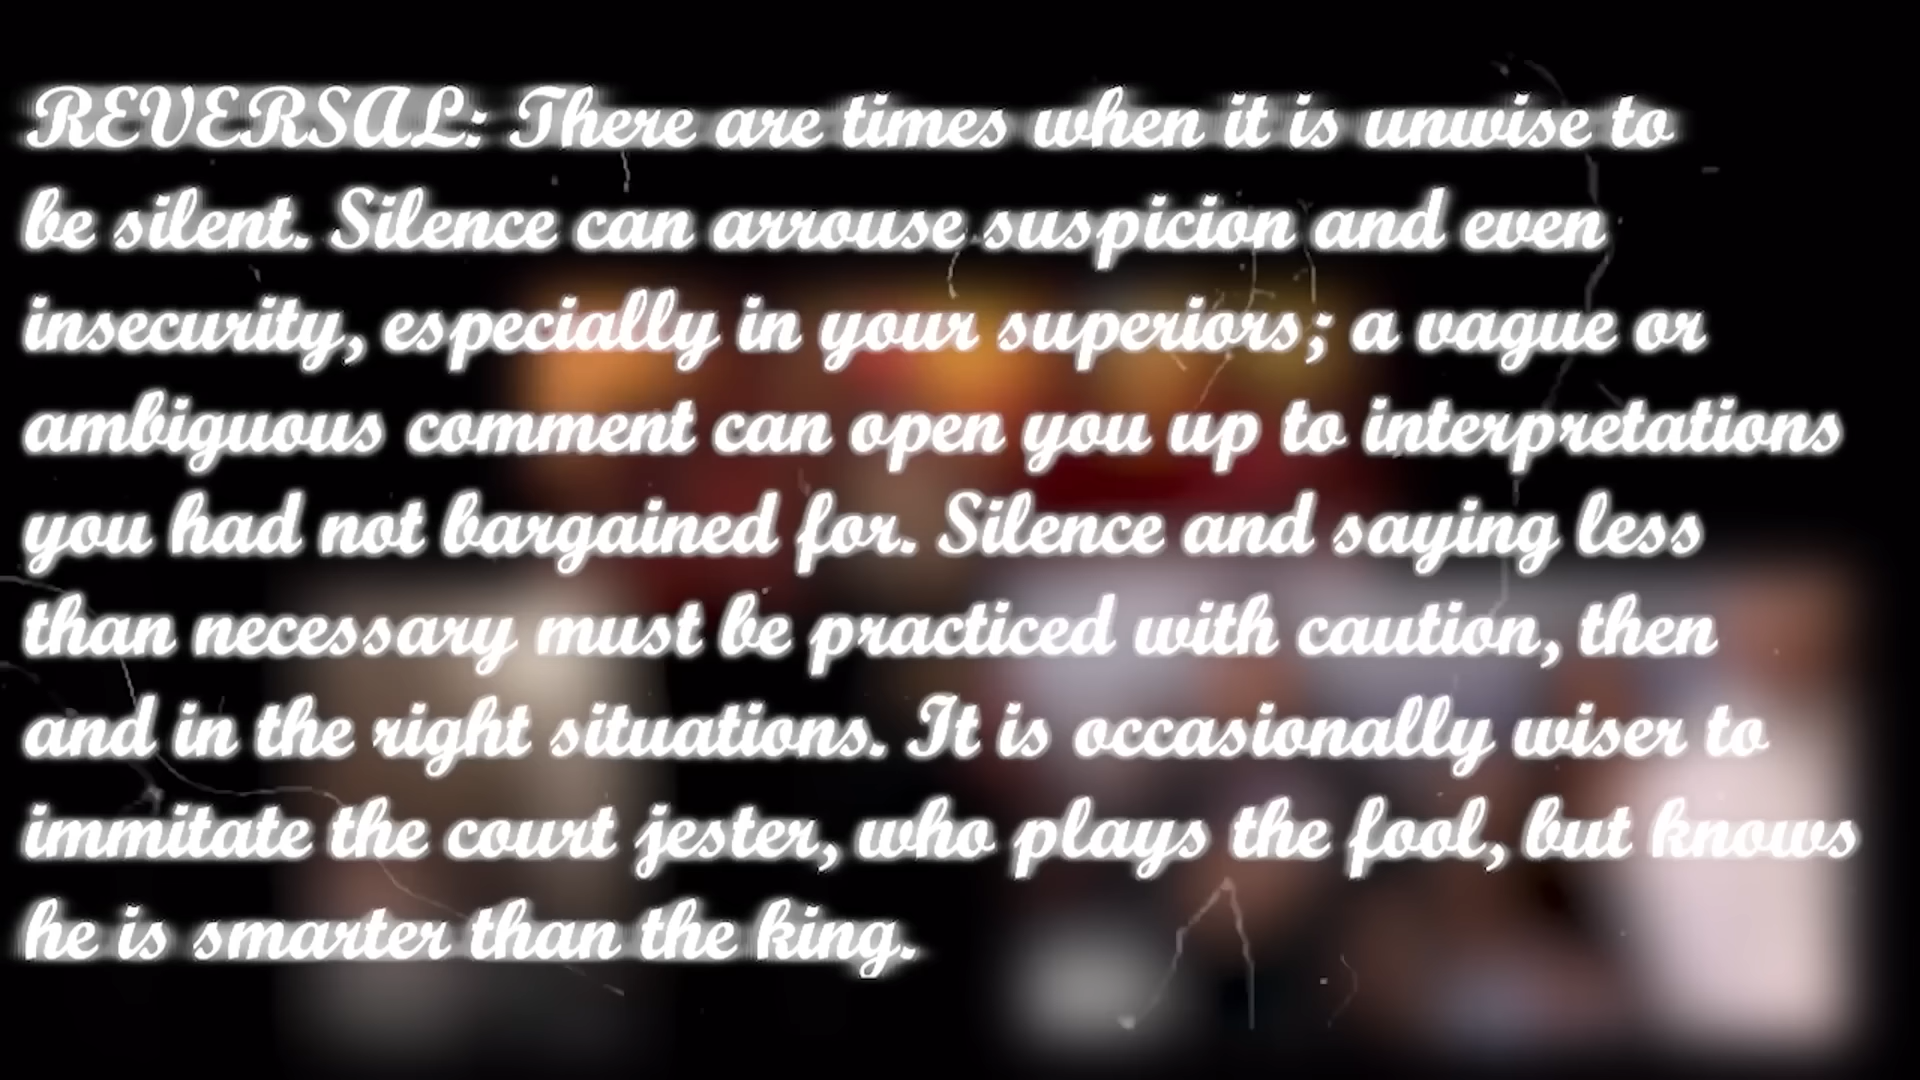 REVERSAL: There are times when it is unwise to
be silent. Silence can arrouse suspicion and even
insecurity, especially in your superiors; a vague or
ambiguous comment can open you up to interpretations
you had not bargained for. Silence and saying less
than necessary must be practiced with caution, then
and in the right situations. It is occasionally wiser to
immitate the court jester, who plays the fool, but knows
he is smarter than the king.